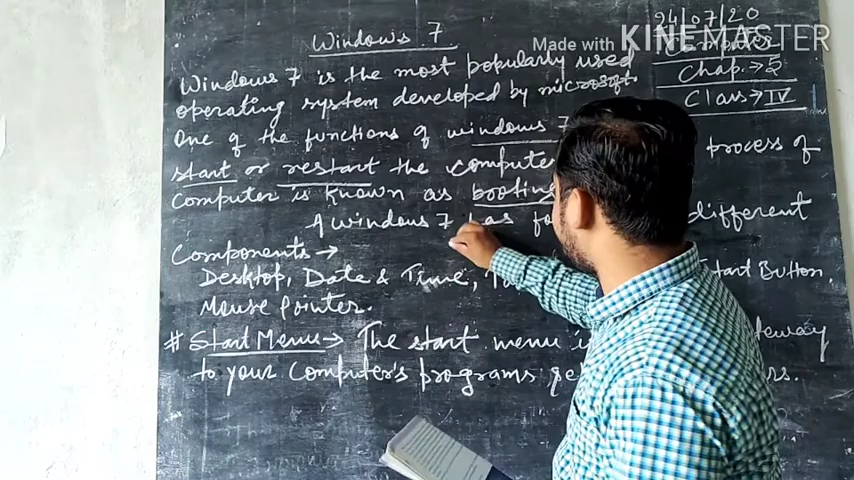 Made with KINEMASTER
24/07/20
Computer
Chap. → 5
Class → IV
Windows 7
Windows 7 is the most popularly used
operating system developed by microsoft.
One of the functions of windows 7
start or restart the computer process of
Computer is known as booting
A windows 7 has different
Components →
Desktop, Date & Time, Start Button
Mouse Pointer.
# Start Menu → The start menu gateway
to your Computer's programs